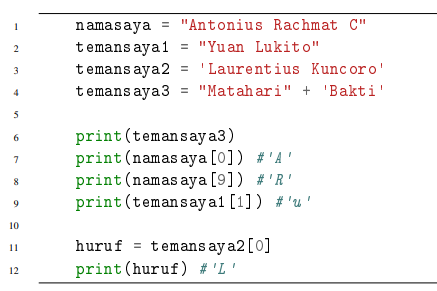 1 namasaya = "Antonius Rachmat C"
2 temansaya1 = "Yuan Lukito"
3 temansaya2 = 'Laurentius Kuncoro'
4 temansaya3 = "Matahari" + 'Bakti'
5
6 print(temansaya3)
7 print(namasaya[0]) #'A'
8 print(namasaya[9]) #'R'
9 print(temansaya1[1]) #'u'
10
11 huruf = temansaya2[0]
12 print(huruf) #'L'